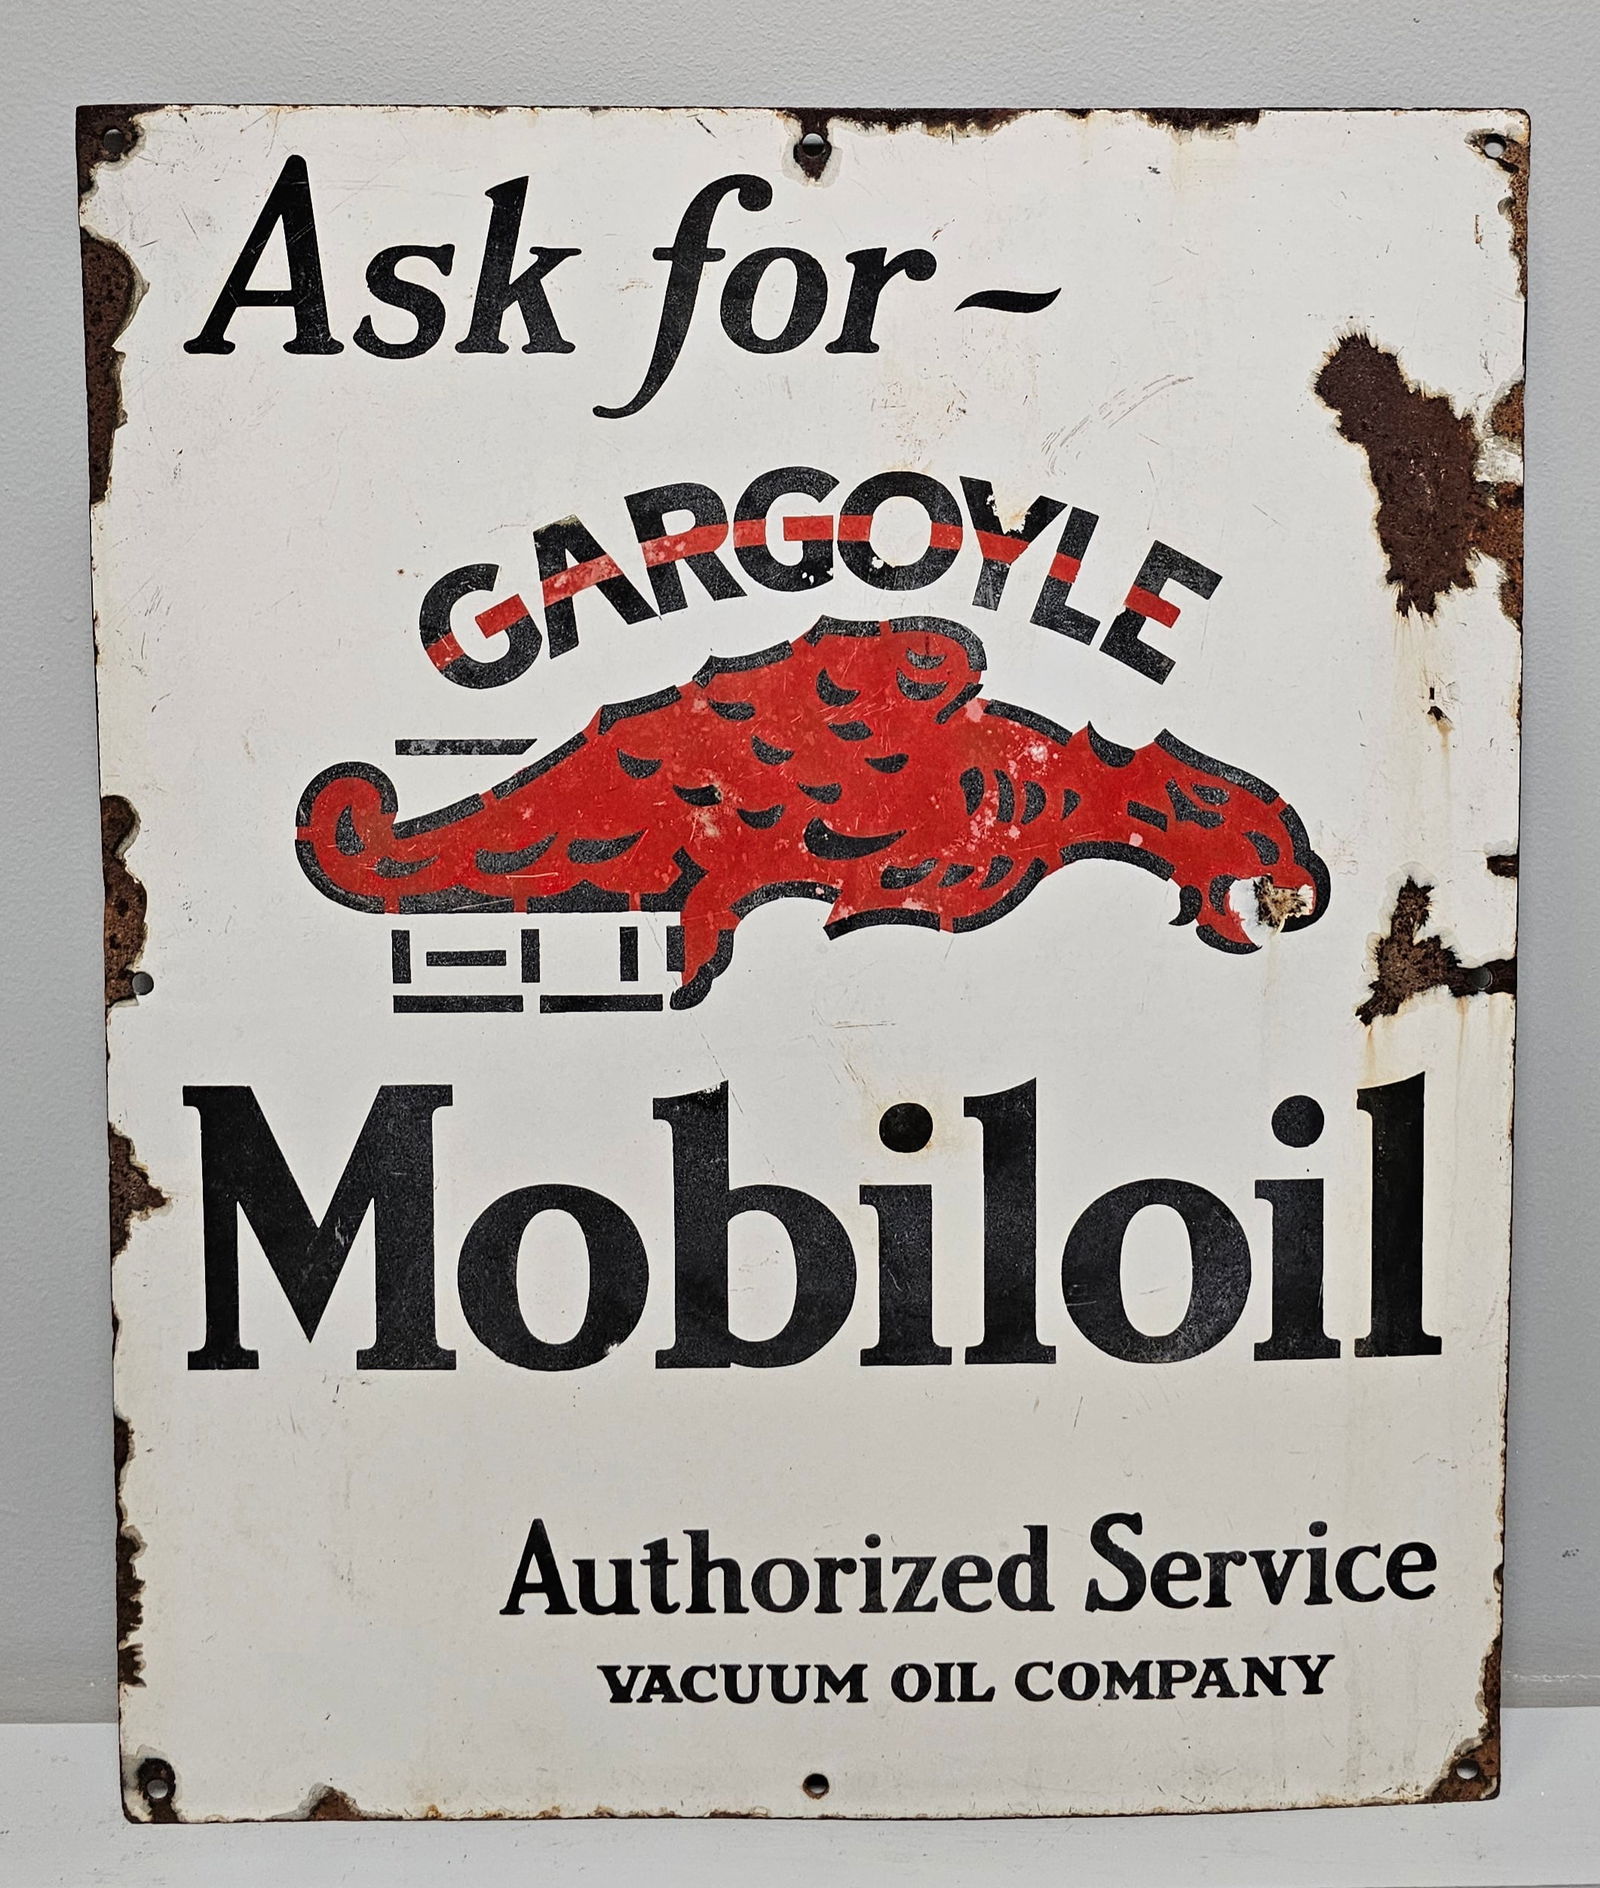 Ask for~
GARGOYLE
Mobiloil
Authorized Service
VACUUM OIL COMPANY